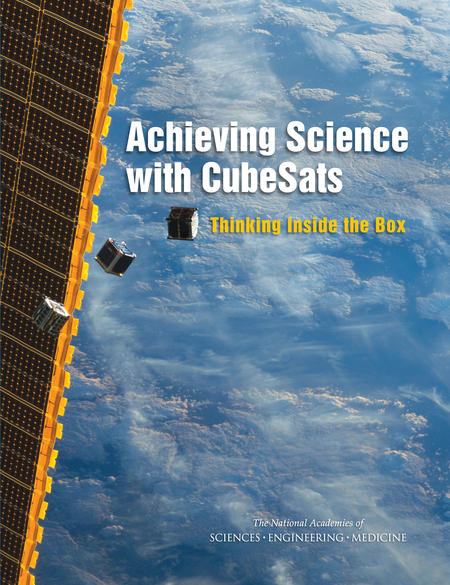 Achieving Science
with CubeSats
Thinking Inside the Box
The National Academies of
SCIENCES • ENGINEERING • MEDICINE